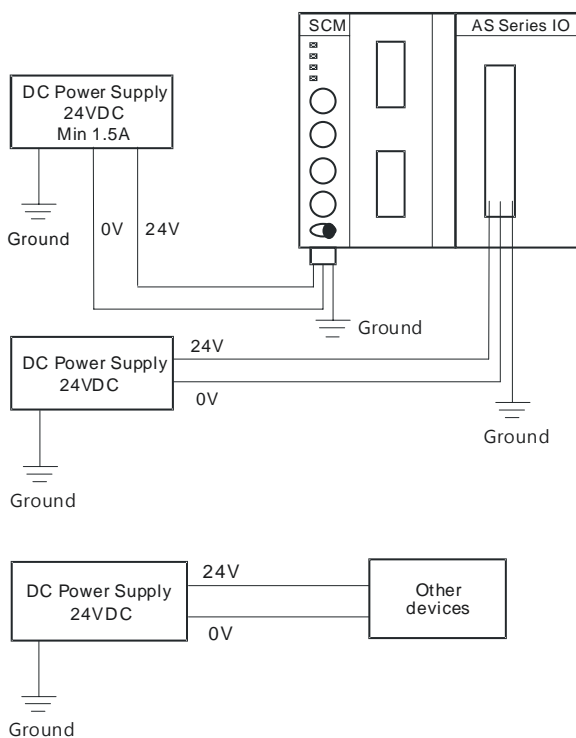 SCM
AS Series IO
DC Power Supply
24VDC
Min 1.5A
Ground
0V
24V
Ground
24V
DC Power Supply
24VDC
0V
Ground
Ground
24V
DC Power Supply
24VDC
0V
Other
devices
Ground